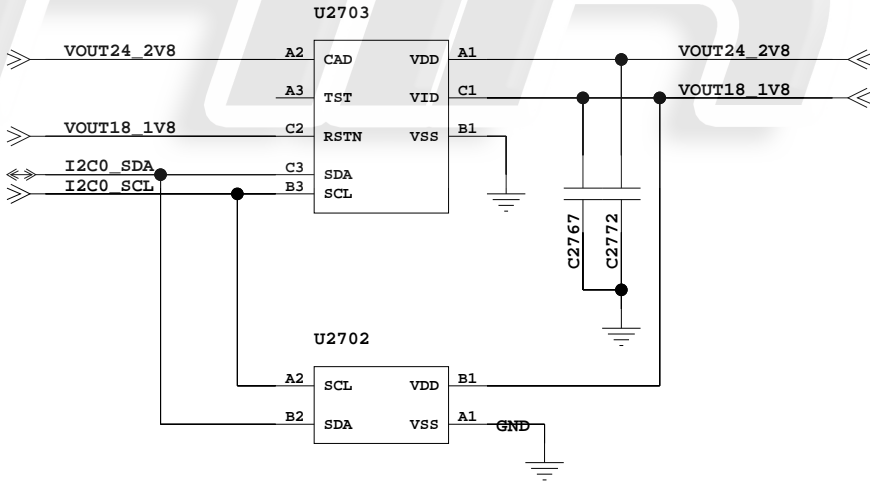 U2703
VOUT24_2V8 A2 CAD VDD A1 VOUT24_2V8
A3 TST VID C1 VOUT18_1V8
VOUT18_1V8 C2 RSTN VSS B1
I2C0_SDA C3 SDA
I2C0_SCL B3 SCL
C2767
C2772
U2702
A2 SCL VDD B1
B2 SDA VSS A1 GND